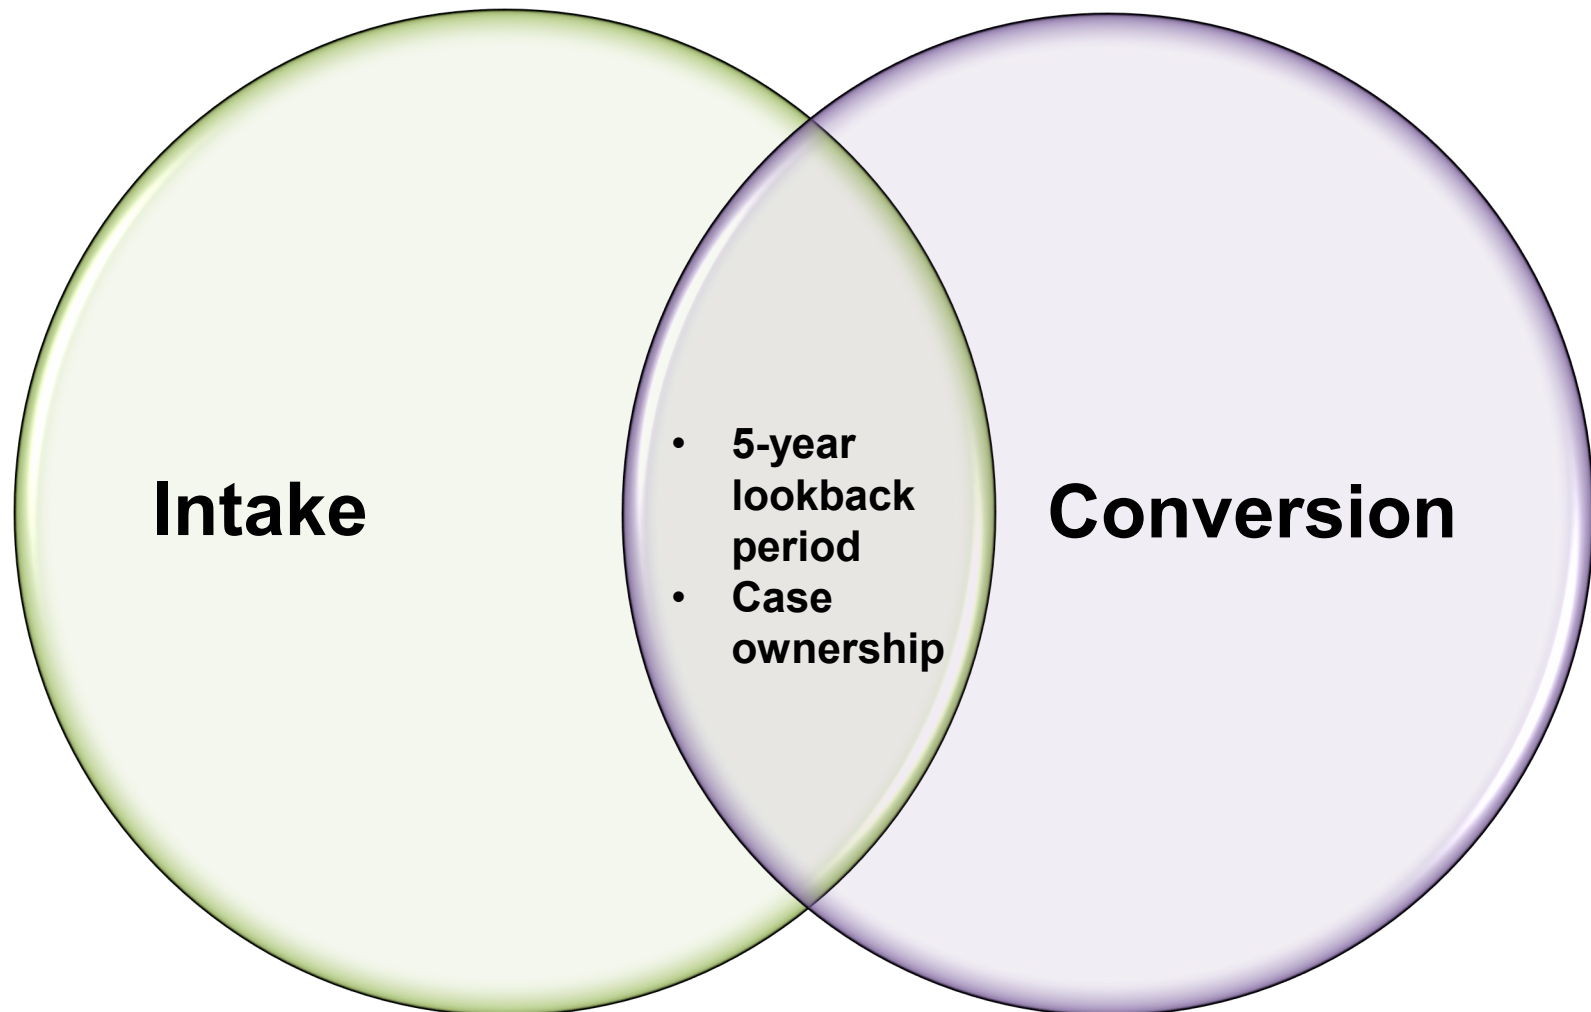 Intake
• 5-year
lookback
period
• Case
ownership
Conversion